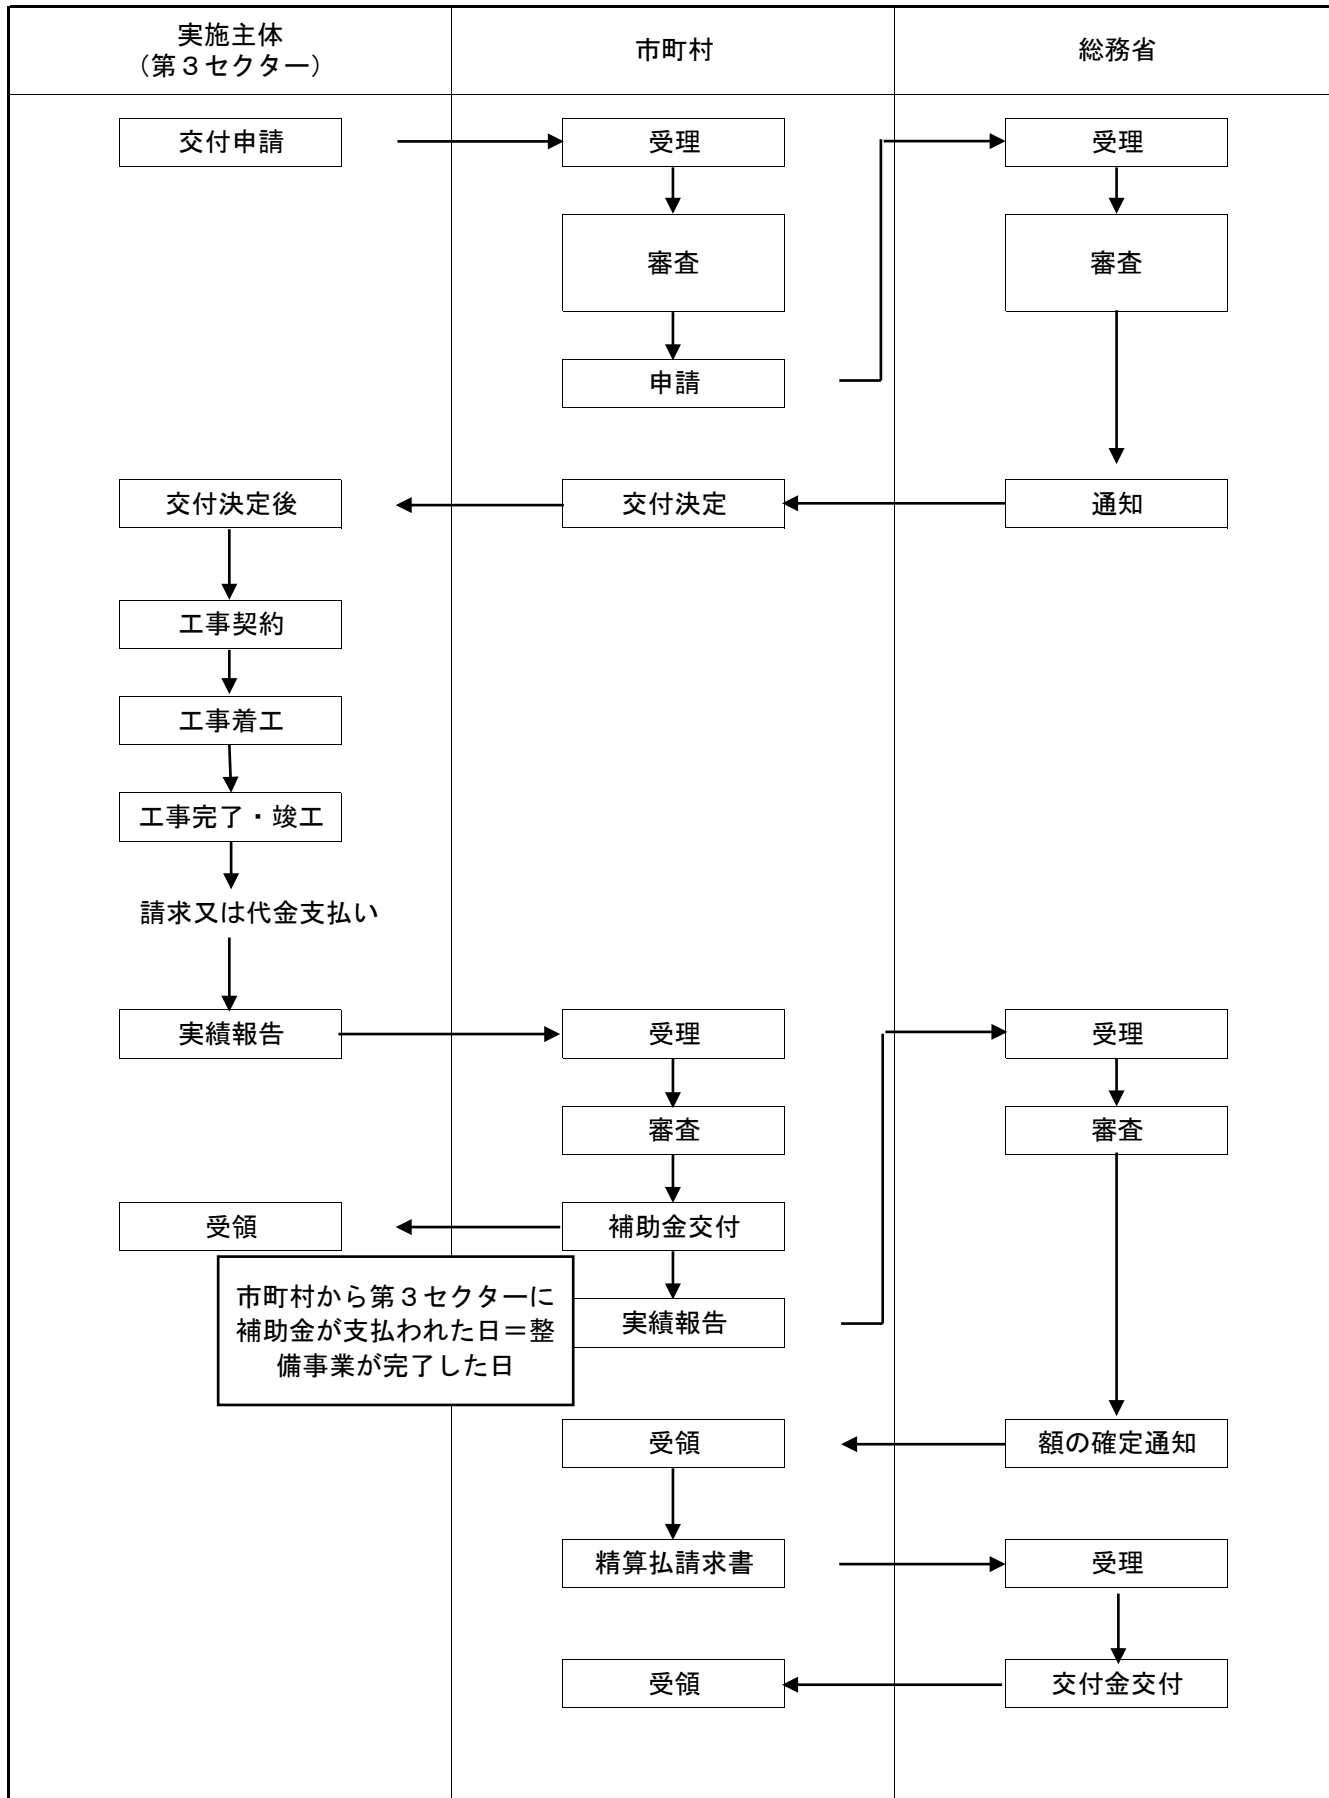 実施主体
（第３セクター）
市町村
総務省
交付申請
受理
受理
審査
審査
申請
交付決定後
交付決定
通知
工事契約
工事着工
工事完了・竣工
請求又は代金支払い
実績報告
受理
受理
審査
審査
受領
補助金交付
市町村から第３セクターに
補助金が支払われた日＝整
備事業が完了した日
実績報告
受領
額の確定通知
精算払請求書
受理
受領
交付金交付